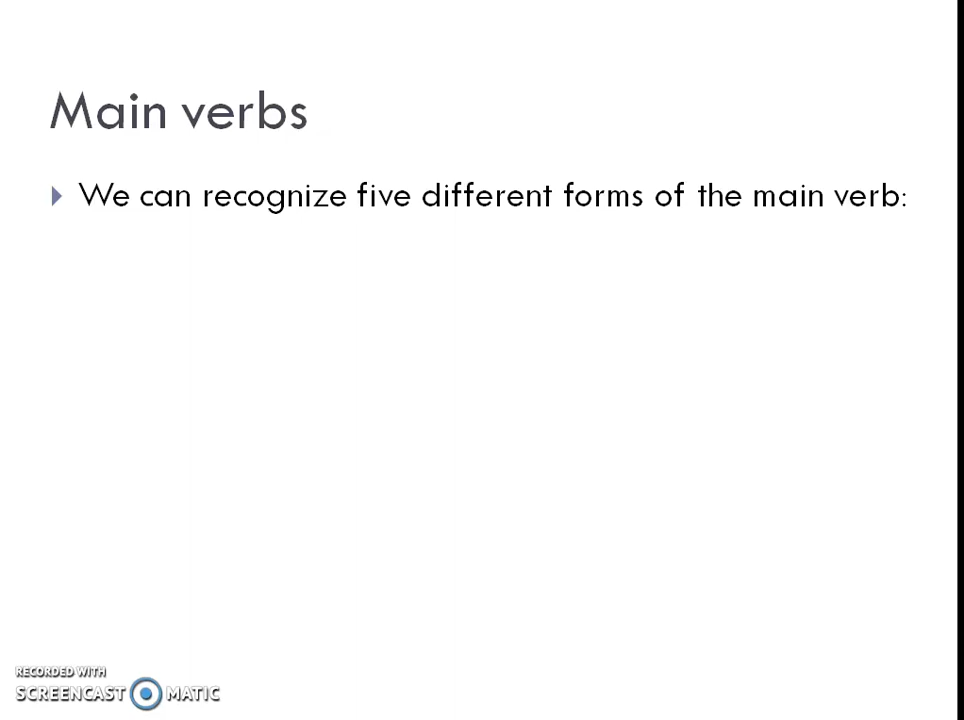 Main verbs
We can recognize five different forms of the main verb:
RECORDED WITH
SCREENCAST MATIC